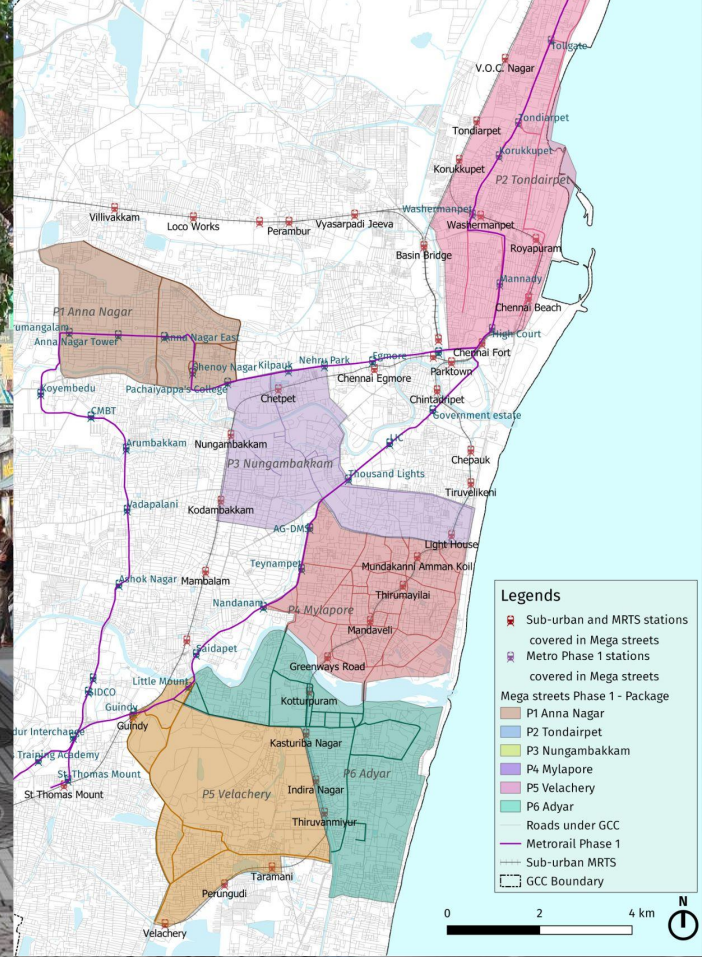 Tollgate
V.O.C. Nagar
Tondiarpet
Tondiarpet
Korukkupet
Korukkupet
P2 Tondairpet
Villivakkam
Loco Works
Perambur
Vyasarpadi Jeeva
Washermanpet
Washermanpet
Basin Bridge
Royapuram
Mannady
Chennai Beach
P1 Anna Nagar
umangalam
Anna Nagar Tower
Anna Nagar East
High Court
Chennai Fort
Shenoy Nagar
Kilpauk
Nehru Park
Egmore
Parktown
Chennai Egmore
Koyembedu
Pachaiyappa's College
Chetpet
Chintadripet
CMBT
Government estate
Arumbakkam
Nungambakkam
LIC
Chepauk
P3 Nungambakkam
Thousand Lights
Tiruvelikeni
Vadapalani
Kodambakkam
AG-DMS
Light House
Teynampet
Mundakanni Amman Koil
Ashok Nagar
Mambalam
Thirumayilai
Nandanam
P4 Mylapore
Mandaveli
Saidapet
Greenways Road
Little Mount
SIDCO
Kotturpuram
Guindy
Guindy
dur Interchange
Kasturiba Nagar
Training Academy
St. Thomas Mount
St Thomas Mount
P6 Adyar
Indira Nagar
P5 Velachery
Thiruvanmiyur
Taramani
Perungudi
Velachery
Legends
Sub-urban and MRTS stations
covered in Mega streets
Metro Phase 1 stations
covered in Mega streets
Mega streets Phase 1 - Package
P1 Anna Nagar
P2 Tondairpet
P3 Nungambakkam
P4 Mylapore
P5 Velachery
P6 Adyar
Roads under GCC
Metrorail Phase 1
Sub-urban MRTS
GCC Boundary
0 2 4 km
N